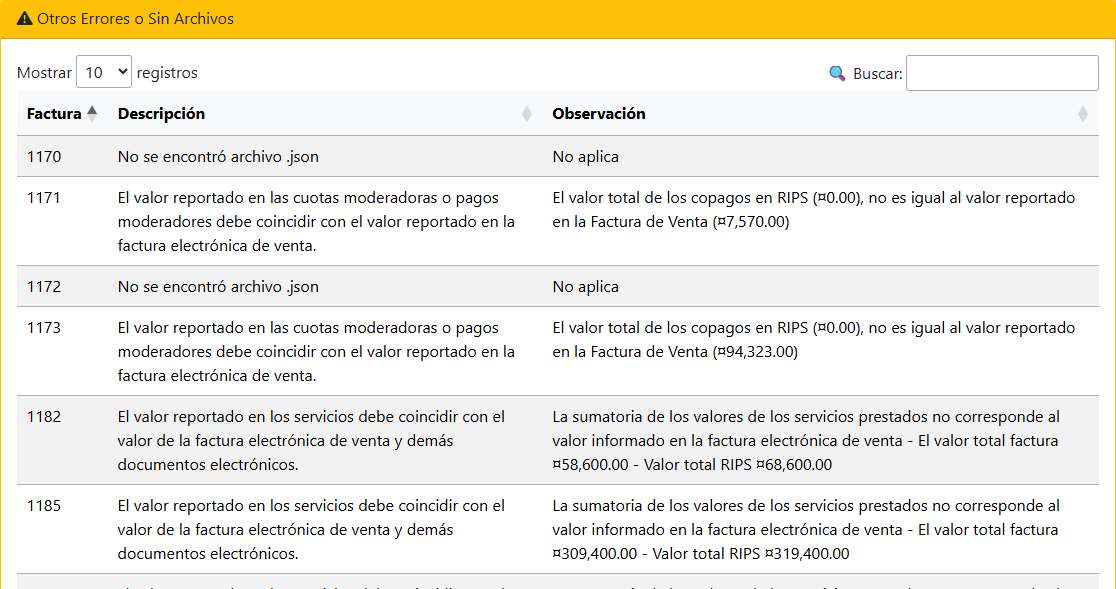 Otros Errores o Sin Archivos
Mostrar 10 registros
Buscar:
Factura Descripción Observación
1170 No se encontró archivo .json No aplica
1171 El valor reportado en las cuotas moderadoras o pagos El valor total de los copagos en RIPS (¤0.00), no es igual al valor reportado
moderadores debe coincidir con el valor reportado en la en la Factura de Venta (¤7,570.00)
factura electrónica de venta.
1172 No se encontró archivo .json No aplica
1173 El valor reportado en las cuotas moderadoras o pagos El valor total de los copagos en RIPS (¤0.00), no es igual al valor reportado
moderadores debe coincidir con el valor reportado en la en la Factura de Venta (¤94,323.00)
factura electrónica de venta.
1182 El valor reportado en los servicios debe coincidir con el La sumatoria de los valores de los servicios prestados no corresponde al
valor de la factura electrónica de venta y demás valor informado en la factura electrónica de venta - El valor total factura
documentos electrónicos. ¤58,600.00 - Valor total RIPS ¤68,600.00
1185 El valor reportado en los servicios debe coincidir con el La sumatoria de los valores de los servicios prestados no corresponde al
valor de la factura electrónica de venta y demás valor informado en la factura electrónica de venta - El valor total factura
documentos electrónicos. ¤309,400.00 - Valor total RIPS ¤319,400.00